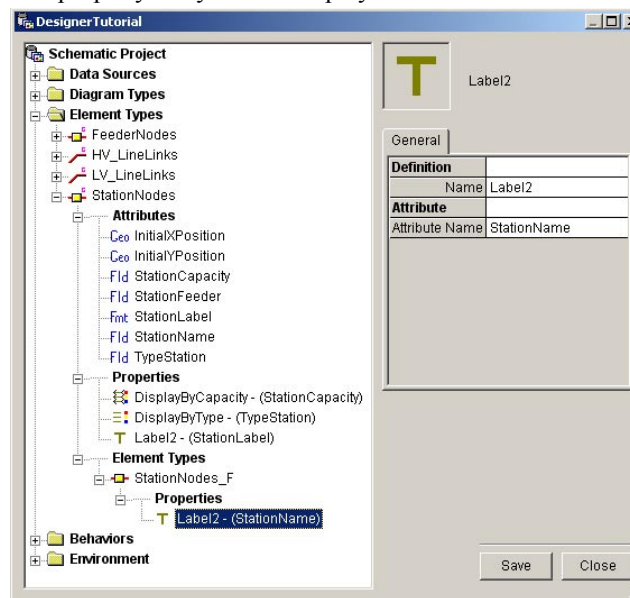 DesignerTutorial
Schematic Project
Data Sources
Diagram Types
Element Types
FeederNodes
HV_LineLinks
LV_LineLinks
StationNodes
Attributes
Geo InitialXPosition
Geo InitialYPosition
Fld StationCapacity
Fld StationFeeder
Fmt StationLabel
Fld StationName
Fld TypeStation
Properties
DisplayByCapacity - (StationCapacity)
DisplayByType - (TypeStation)
T Label2 - (StationLabel)
Element Types
StationNodes_F
Properties
T Label2 - (StationName)
Behaviors
Environment
T Label2
General
Definition
Name Label2
Attribute
Attribute Name StationName
Save Close